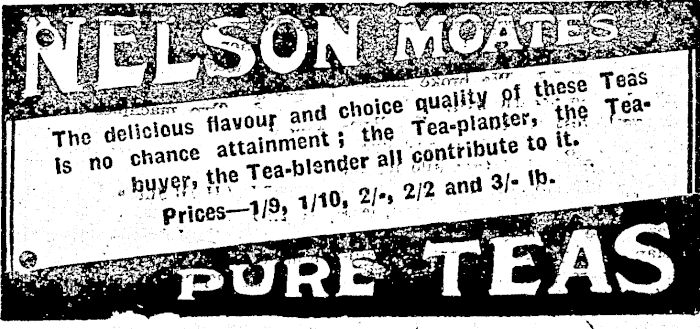 NELSON MOATES
The delicious flavour and choice quality of these Teas
is no chance attainment; the Tea-planter, the Tea-
buyer, the Tea-blender all contribute to it.
Prices—1/9, 1/10, 2/-, 2/2 and 3/- lb.
PURE TEAS